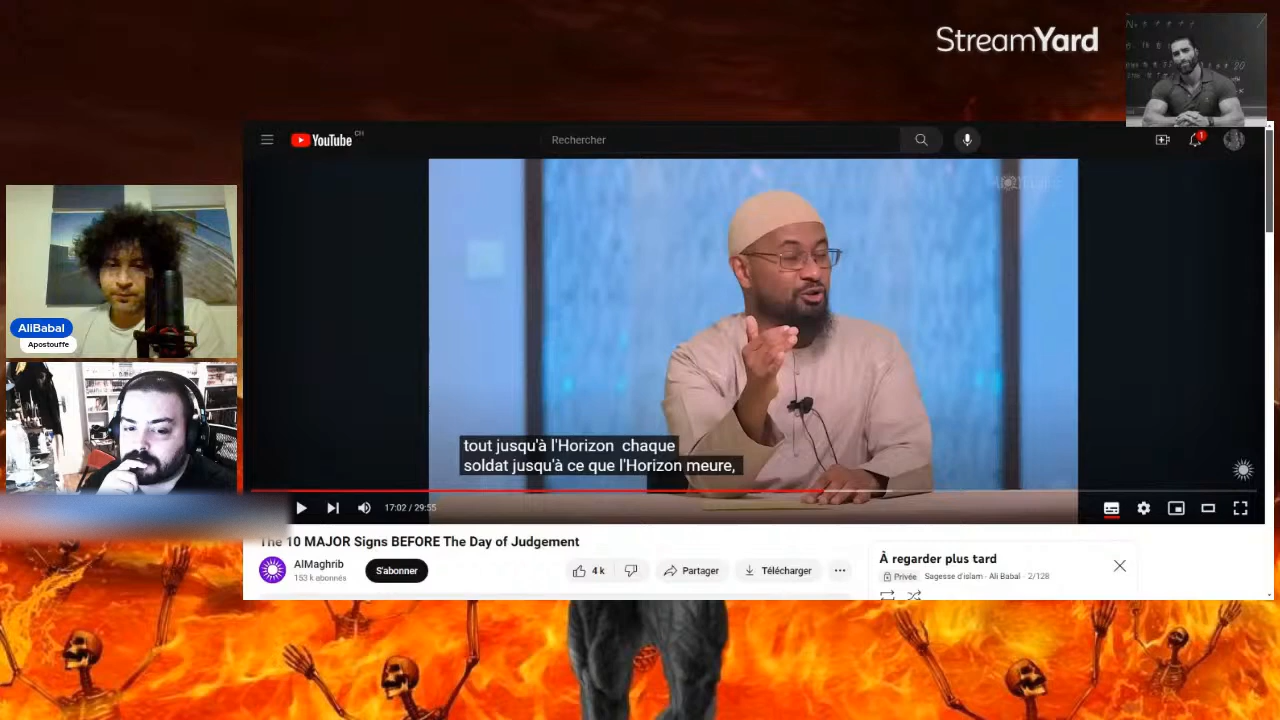 StreamYard
YouTube CH
Rechercher
1
AliBabal
Apostouffe
tout jusqu'à l'Horizon chaque
soldat jusqu'à ce que l'Horizon meure,
17:02 / 29:55
The 10 MAJOR Signs BEFORE The Day of Judgement
AlMaghrib
153 k abonnés
S'abonner
4 k
Partager
Télécharger
À regarder plus tard
Privée
Sagesse d'islam - Ali Babal - 2/128